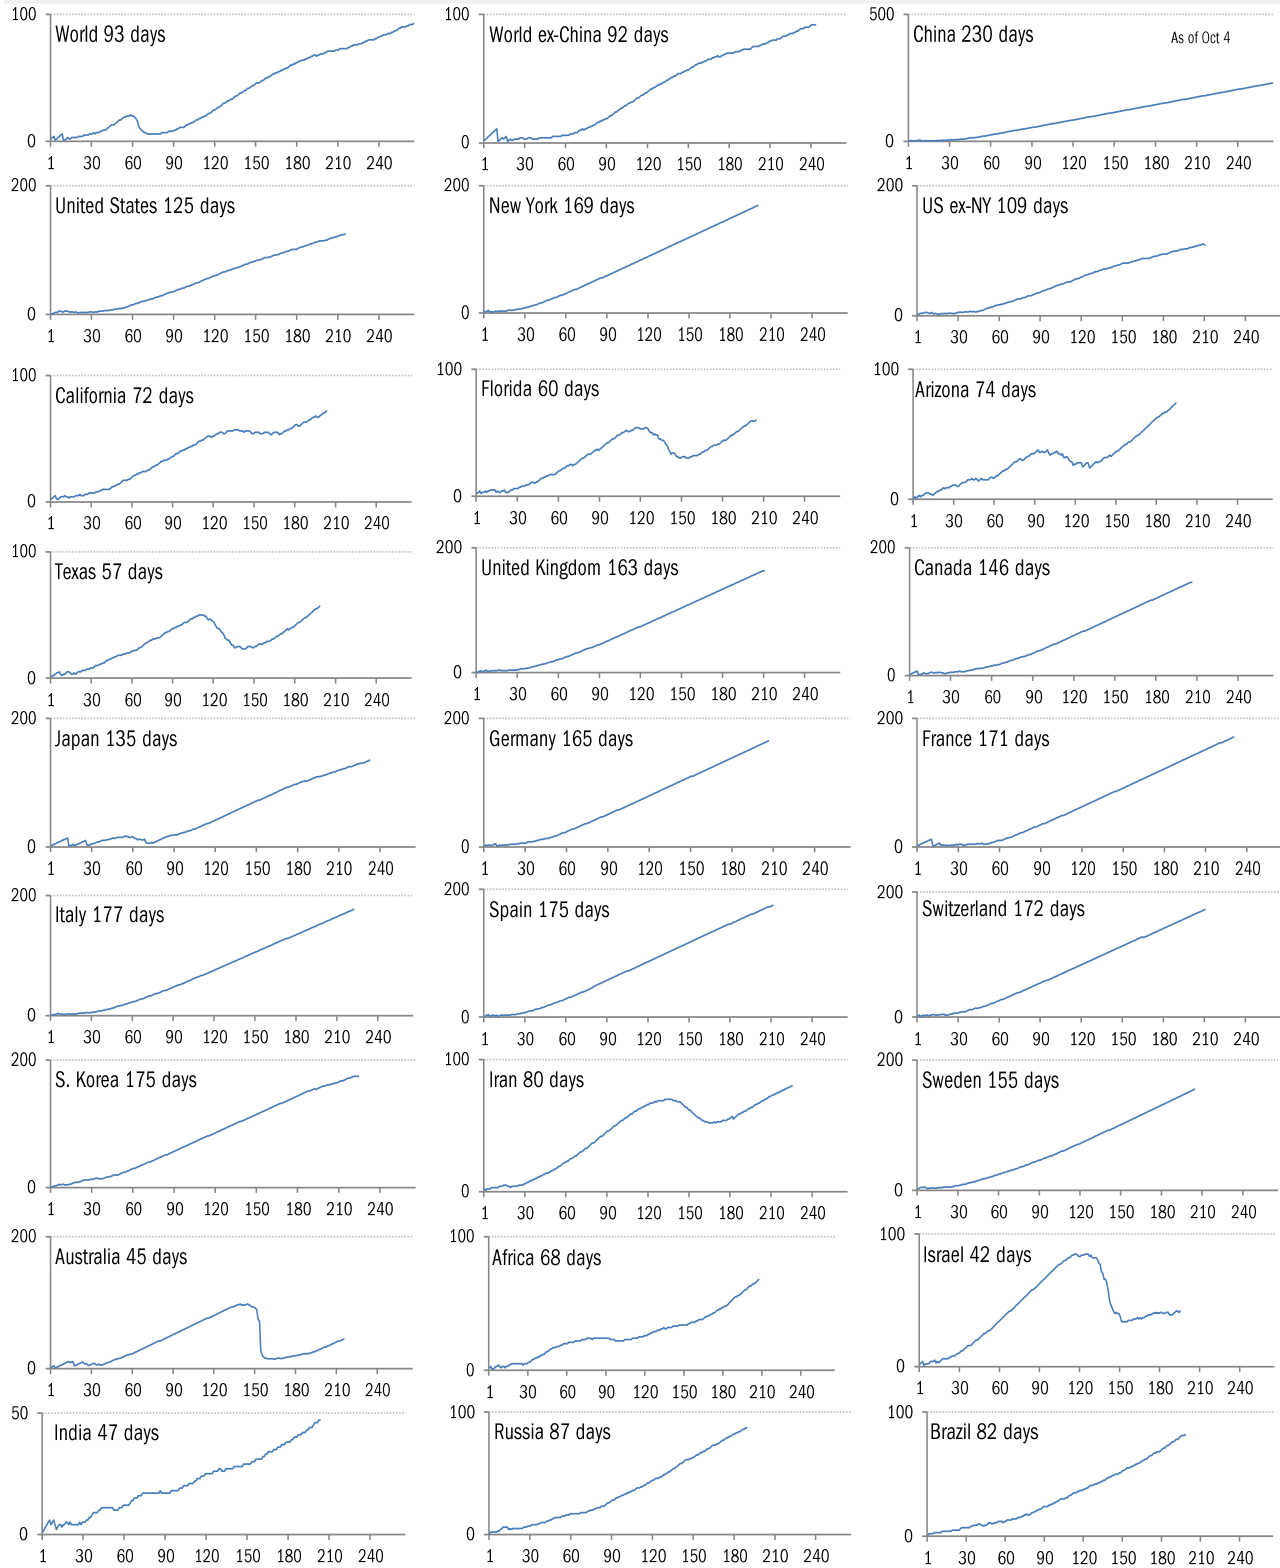 100 100 500
World 93 days World ex-China 92 days China 230 days As of Oct 4
0 0 0
1 30 60 90 120 150 180 210 240 1 30 60 90 120 150 180 210 240 1 30 60 90 120 150 180 210 240
200 200 200
United States 125 days New York 169 days US ex-NY 109 days
0 0 0
1 30 60 90 120 150 180 210 240 1 30 60 90 120 150 180 210 240 1 30 60 90 120 150 180 210 240
100 100 100
California 72 days Florida 60 days Arizona 74 days
0 0 0
1 30 60 90 120 150 180 210 240 1 30 60 90 120 150 180 210 240 1 30 60 90 120 150 180 210 240
100 200 200
Texas 57 days United Kingdom 163 days Canada 146 days
0 0 0
1 30 60 90 120 150 180 210 240 1 30 60 90 120 150 180 210 240 1 30 60 90 120 150 180 210 240
200 200 200
Japan 135 days Germany 165 days France 171 days
0 0 0
1 30 60 90 120 150 180 210 240 1 30 60 90 120 150 180 210 240 1 30 60 90 120 150 180 210 240
200 200 200
Italy 177 days Spain 175 days Switzerland 172 days
0 0 0
1 30 60 90 120 150 180 210 240 1 30 60 90 120 150 180 210 240 1 30 60 90 120 150 180 210 240
200 100 200
S. Korea 175 days Iran 80 days Sweden 155 days
0 0 0
1 30 60 90 120 150 180 210 240 1 30 60 90 120 150 180 210 240 1 30 60 90 120 150 180 210 240
200 100 100
Australia 45 days Africa 68 days Israel 42 days
0 0 0
1 30 60 90 120 150 180 210 240 1 30 60 90 120 150 180 210 240 1 30 60 90 120 150 180 210 240
50 100 100
India 47 days Russia 87 days Brazil 82 days
0 0 0
1 30 60 90 120 150 180 210 240 1 30 60 90 120 150 180 210 240 1 30 60 90 120 150 180 210 240